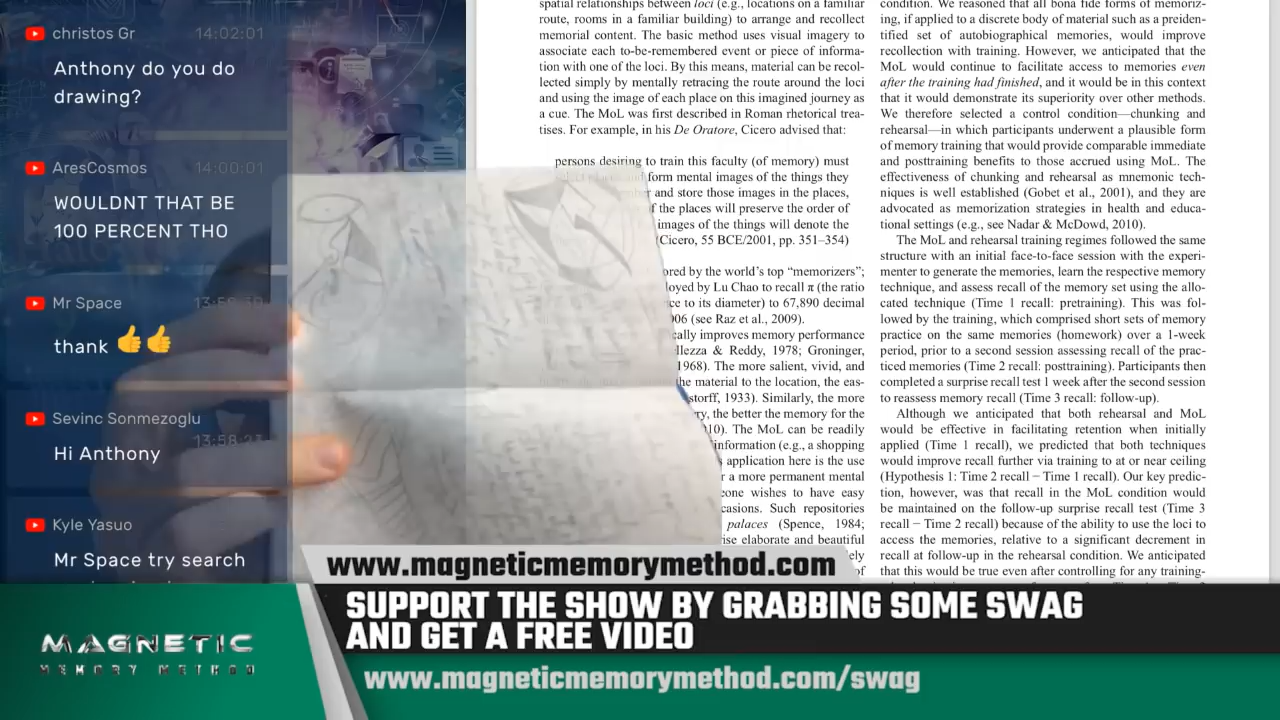 christos Gr 14:02:01
Anthony do you do
drawing?
AresCosmos 14:00:01
WOULDNT THAT BE
100 PERCENT THO
Mr Space 13:59:30
thank 👍👍
Sevinc Sonmezoglu
13:58:23
Hi Anthony
Kyle Yasuo
Mr Space try search
spatial relationships between loci (e.g., locations on a familiar
route, rooms in a familiar building) to arrange and recollect
memorial content. The basic method uses visual imagery to
associate each to-be-remembered event or piece of informa-
tion with one of the loci. By this means, material can be recol-
lected simply by mentally retracing the route around the loci
and using the image of each place on this imagined journey as
a cue. The MoL was first described in Roman rhetorical trea-
tises. For example, in his De Oratore, Cicero advised that:
persons desiring to train this faculty (of memory) must
form mental images of the things they
and store those images in the places,
the places will preserve the order of
images of the things will denote the
(Cicero, 55 BCE/2001, pp. 351–354)
by the world's top “memorizers”;
by Lu Chao to recall π (the ratio
to its diameter) to 67,890 decimal
(see Raz et al., 2009).
improves memory performance
& Reddy, 1978; Groninger,
1968). The more salient, vivid, and
the material to the location, the eas-
1933). Similarly, the more
the better the memory for the
The MoL can be readily
information (e.g., a shopping
application here is the use
a more permanent mental
wishes to have easy
Such repositories
palaces (Spence, 1984;
elaborate and beautiful
of
condition. We reasoned that all bona fide forms of memoriz-
ing, if applied to a discrete body of material such as a preiden-
tified set of autobiographical memories, would improve
recollection with training. However, we anticipated that the
MoL would continue to facilitate access to memories even
after the training had finished, and it would be in this context
that it would demonstrate its superiority over other methods.
We therefore selected a control condition—chunking and
rehearsal—in which participants underwent a plausible form
of memory training that would provide comparable immediate
and posttraining benefits to those accrued using MoL. The
effectiveness of chunking and rehearsal as mnemonic tech-
niques is well established (Gobet et al., 2001), and they are
advocated as memorization strategies in health and educa-
tional settings (e.g., see Nadar & McDowd, 2010).
The MoL and rehearsal training regimes followed the same
structure with an initial face-to-face session with the experi-
menter to generate the memories, learn the respective memory
technique, and assess recall of the memory set using the allo-
cated technique (Time 1 recall: pretraining). This was fol-
lowed by the training, which comprised short sets of memory
practice on the same memories (homework) over a 1-week
period, prior to a second session assessing recall of the prac-
ticed memories (Time 2 recall: posttraining). Participants then
completed a surprise recall test 1 week after the second session
to reassess memory recall (Time 3 recall: follow-up).
Although we anticipated that both rehearsal and MoL
would be effective in facilitating retention when initially
applied (Time 1 recall), we predicted that both techniques
would improve recall further via training to at or near ceiling
(Hypothesis 1: Time 2 recall − Time 1 recall). Our key predic-
tion, however, was that recall in the MoL condition would
be maintained on the follow-up surprise recall test (Time 3
recall − Time 2 recall) because of the ability to use the loci to
access the memories, relative to a significant decrement in
recall at follow-up in the rehearsal condition. We anticipated
that this would be true even after controlling for any training-
www.magneticmemorymethod.com
SUPPORT THE SHOW BY GRABBING SOME SWAG
AND GET A FREE VIDEO
www.magneticmemorymethod.com/swag
MAGNETIC
MEMORY METHOD